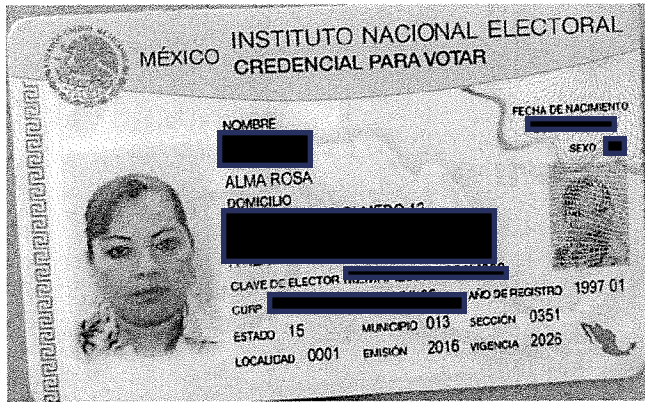 MÉXICO INSTITUTO NACIONAL ELECTORAL
CREDENCIAL PARA VOTAR
FECHA DE NACIMIENTO
NOMBRE
SEXO
ALMA ROSA
DOMICILIO
CLAVE DE ELECTOR
CURP AÑO DE REGISTRO 1997 01
ESTADO 15 MUNICIPIO 013 SECCIÓN 0351
LOCALIDAD 0001 EMISIÓN 2016 VIGENCIA 2026